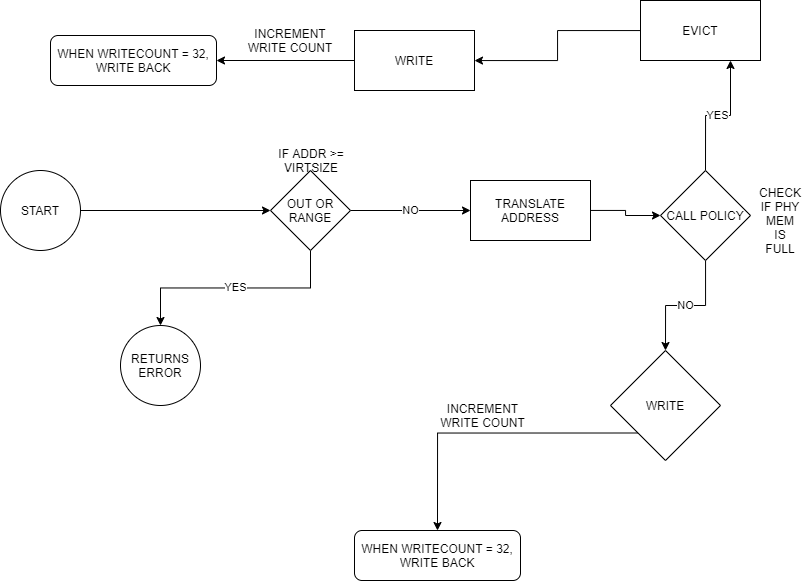 EVICT
INCREMENT
WRITE COUNT
WHEN WRITECOUNT = 32,
WRITE BACK
WRITE
YES
IF ADDR >=
VIRTSIZE
START
OUT OR
RANGE
NO
TRANSLATE
ADDRESS
CALL POLICY
CHECK
IF PHY
MEM
IS
FULL
YES
NO
RETURNS
ERROR
WRITE
INCREMENT
WRITE COUNT
WHEN WRITECOUNT = 32,
WRITE BACK